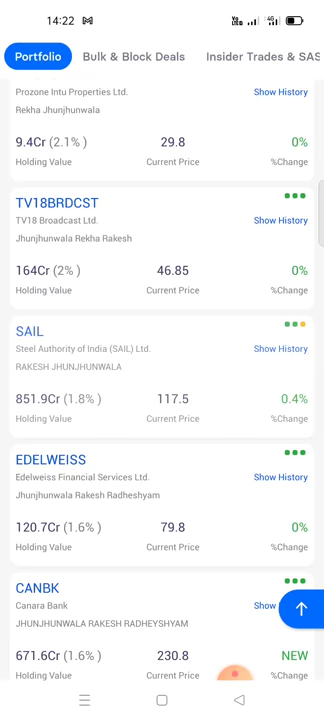 14:22
Vo LTE 4G
Portfolio Bulk & Block Deals Insider Trades & SAS
Prozone Intu Properties Ltd. Show History
Rekha Jhunjhunwala
9.4Cr (2.1% ) 29.8 0%
Holding Value Current Price %Change
TV18BRDCST
TV18 Broadcast Ltd. Show History
Jhunjhunwala Rekha Rakesh
164Cr (2% ) 46.85 0%
Holding Value Current Price %Change
SAIL
Steel Authority of India (SAIL) Ltd. Show History
RAKESH JHUNJHUNWALA
851.9Cr (1.8% ) 117.5 0.4%
Holding Value Current Price %Change
EDELWEISS
Edelweiss Financial Services Ltd. Show History
Jhunjhunwala Rakesh Radheshyam
120.7Cr (1.6% ) 79.8 0%
Holding Value Current Price %Change
CANBK
Canara Bank Show
JHUNJHUNWALA RAKESH RADHEYSHYAM
671.6Cr (1.6% ) 230.8 NEW
Holding Value Current Price %Change